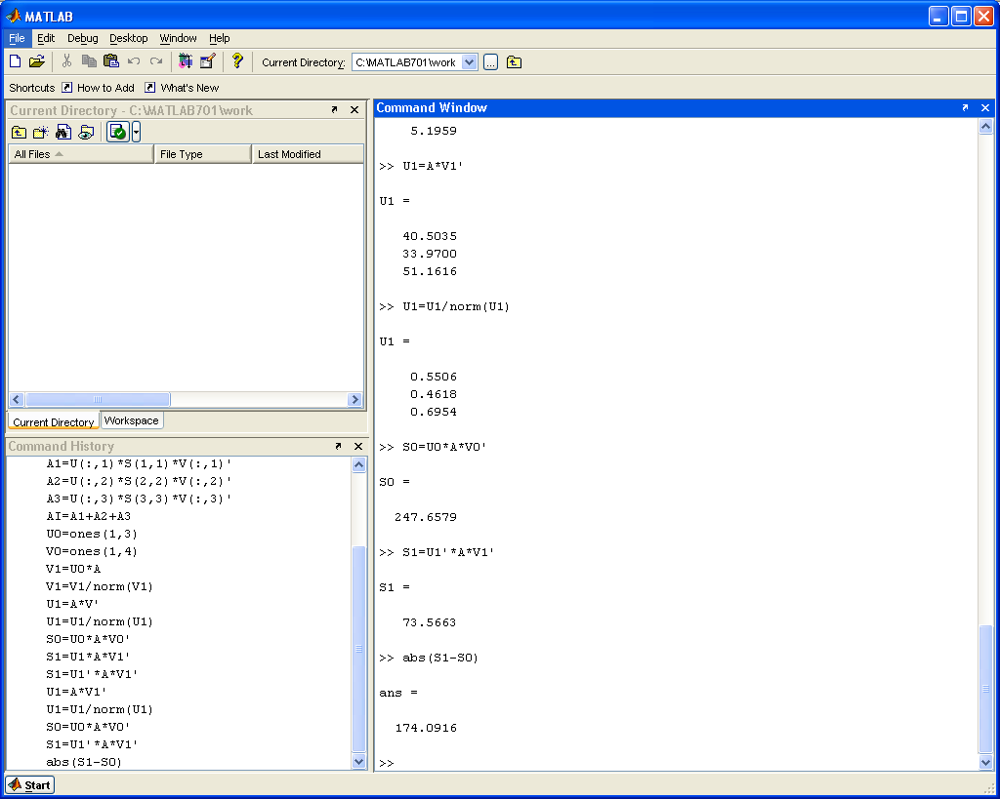 MATLAB
File Edit Debug Desktop Window Help
Current Directory: C:\MATLAB701\work ...
Shortcuts How to Add What's New
Current Directory - C:\MATLAB701\work
All Files File Type Last Modified
Current Directory Workspace
Command History
A1=U(:,1)*S(1,1)*V(:,1)'
A2=U(:,2)*S(2,2)*V(:,2)'
A3=U(:,3)*S(3,3)*V(:,3)'
AI=A1+A2+A3
U0=ones(1,3)
V0=ones(1,4)
V1=U0*A
V1=V1/norm(V1)
U1=A*V'
U1=U1/norm(U1)
S0=U0*A*V0'
S1=U1*A*V1'
S1=U1'*A*V1'
U1=A*V1'
U1=U1/norm(U1)
S0=U0*A*V0'
S1=U1'*A*V1'
abs(S1-S0)
Command Window
5.1959
>> U1=A*V1'
U1 =
40.5035
33.9700
51.1616
>> U1=U1/norm(U1)
U1 =
0.5506
0.4618
0.6954
>> S0=U0*A*V0'
S0 =
247.6579
>> S1=U1'*A*V1'
S1 =
73.5663
>> abs(S1-S0)
ans =
174.0916
>>
Start